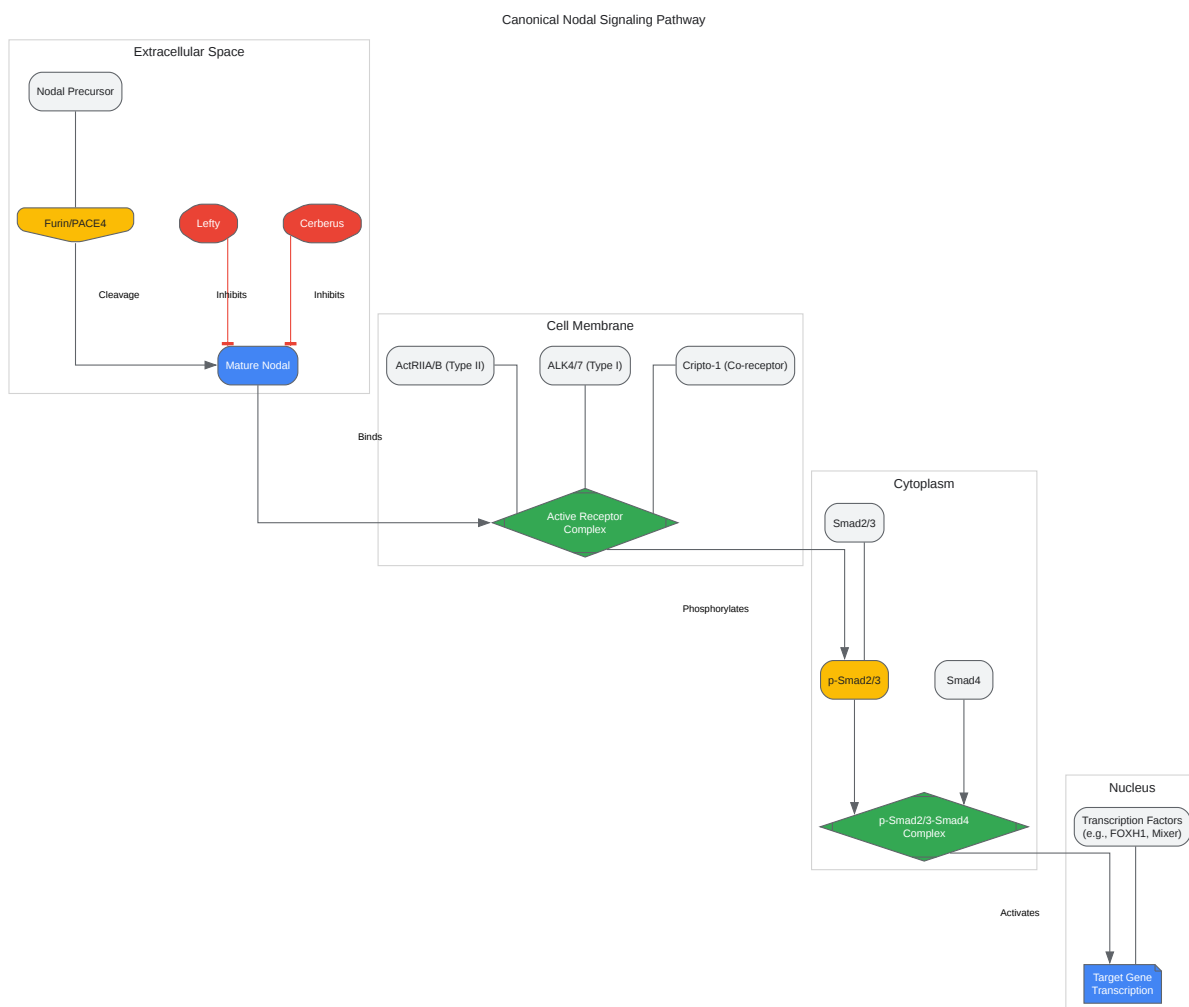 Canonical Nodal Signaling Pathway
Extracellular Space
Nodal Precursor
Furin/PACE4
Lefty
Cerberus
Cleavage
Inhibits
Inhibits
Mature Nodal
Cell Membrane
ActRIIA/B (Type II)
ALK4/7 (Type I)
Cripto-1 (Co-receptor)
Binds
Active Receptor
Complex
Cytoplasm
Smad2/3
Phosphorylates
p-Smad2/3
Smad4
p-Smad2/3-Smad4
Complex
Nucleus
Transcription Factors
(e.g., FOXH1, Mixer)
Activates
Target Gene
Transcription